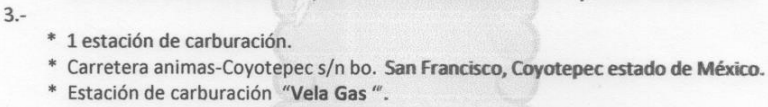 3.-
* 1 estación de carburación.
* Carretera animas-Coyotepec s/n bo. San Francisco, Coyotepec estado de México.
* Estación de carburación “Vela Gas “.